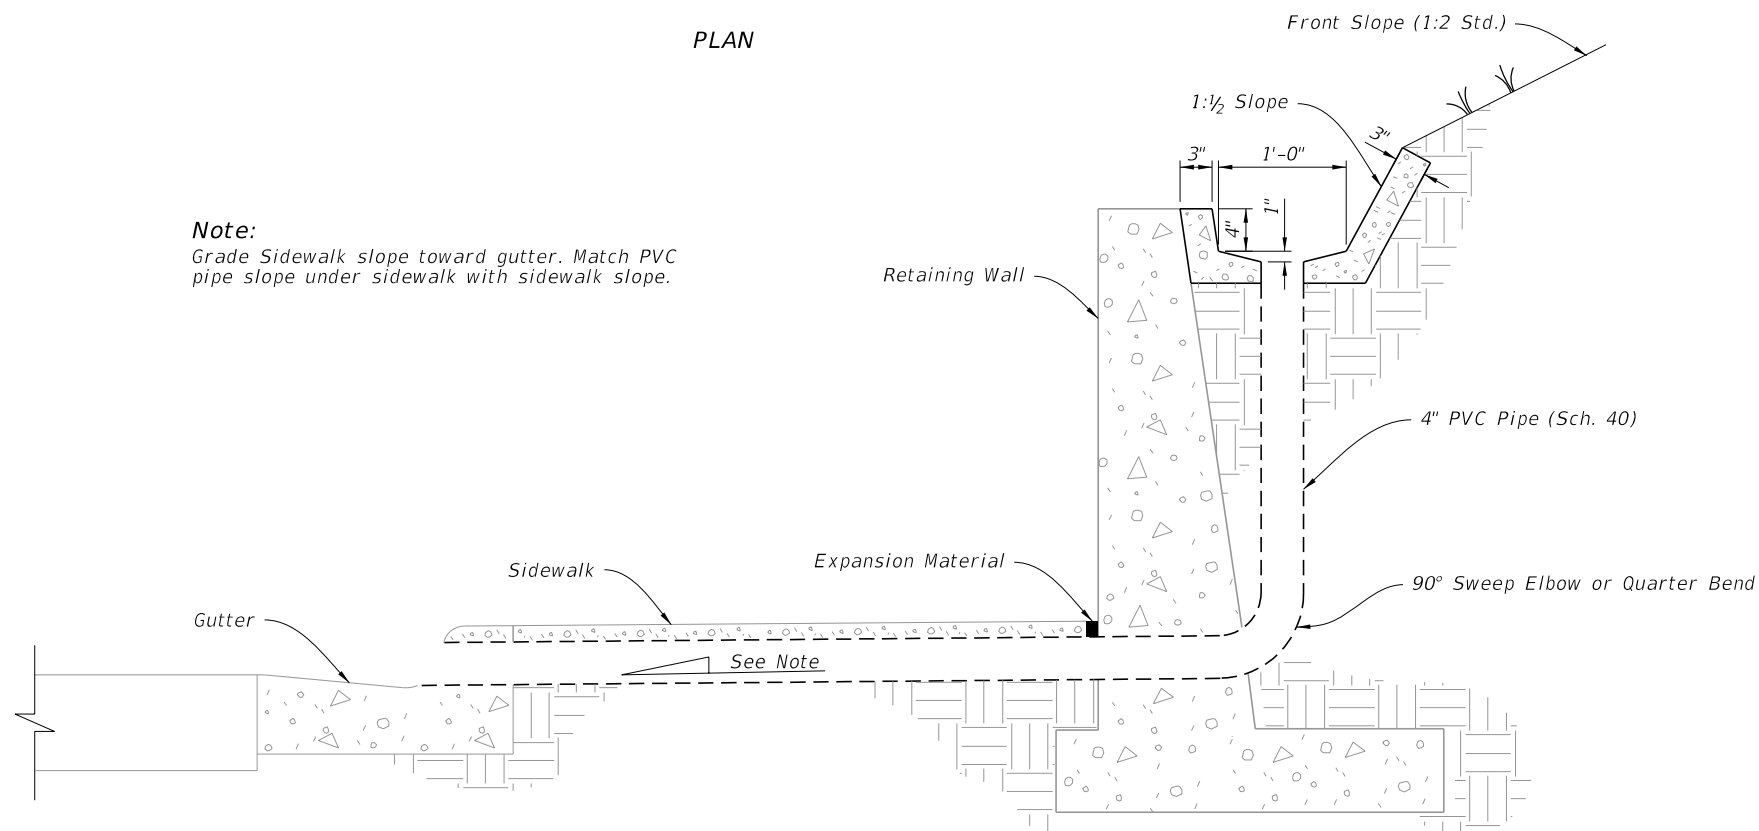 PLAN
Front Slope (1:2 Std.)
1:½ Slope
3"
3"
1'-0"
1"
4"
Note:
Grade Sidewalk slope toward gutter. Match PVC
pipe slope under sidewalk with sidewalk slope.
Retaining Wall
4" PVC Pipe (Sch. 40)
Expansion Material
Sidewalk
90° Sweep Elbow or Quarter Bend
Gutter
See Note